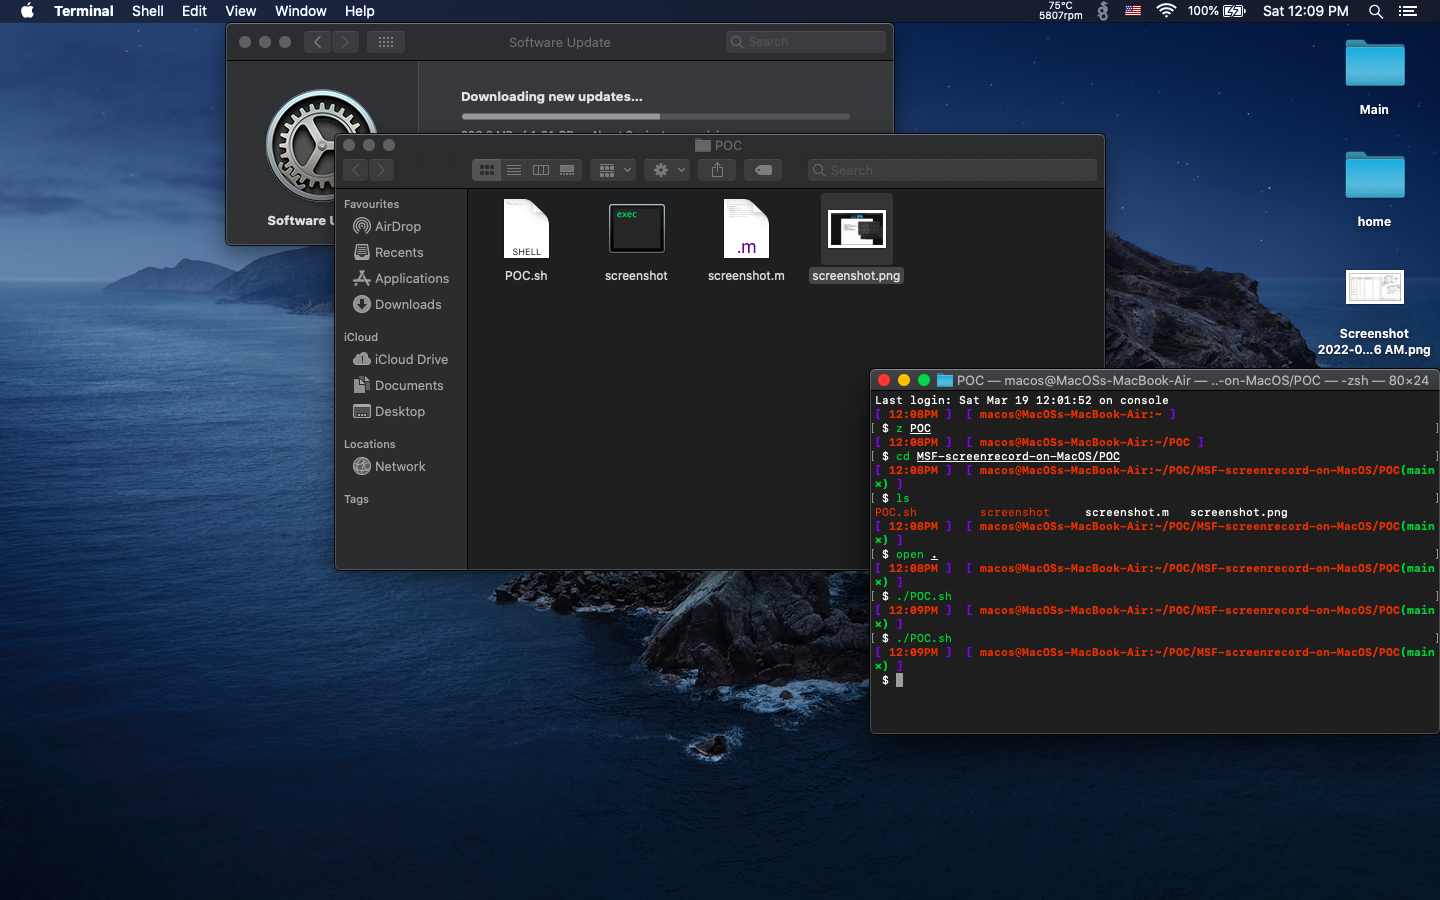 Terminal Shell Edit View Window Help
75°C
5807rpm
100% Sat 12:09 PM
Software Update
Search
Downloading new updates...
Software U
POC
Search
Favourites
AirDrop
Recents
Applications
Downloads
iCloud
iCloud Drive
Documents
Desktop
Locations
Network
Tags
SHELL
POC.sh
exec
screenshot
.m
screenshot.m
screenshot.png
Main
home
Screenshot
2022-0...6 AM.png
POC — macos@MacOSs-MacBook-Air — ..-on-MacOS/POC — -zsh — 80×24
Last login: Sat Mar 19 12:01:52 on console
[ 12:08PM ] [ macos@MacOSs-MacBook-Air:~ ]
[ $ z POC ]
[ 12:08PM ] [ macos@MacOSs-MacBook-Air:~/POC ]
[ $ cd MSF-screenrecord-on-MacOS/POC ]
[ 12:08PM ] [ macos@MacOSs-MacBook-Air:~/POC/MSF-screenrecord-on-MacOS/POC(main
×) ]
[ $ ls ]
POC.sh screenshot screenshot.m screenshot.png
[ 12:08PM ] [ macos@MacOSs-MacBook-Air:~/POC/MSF-screenrecord-on-MacOS/POC(main
×) ]
[ $ open . ]
[ 12:08PM ] [ macos@MacOSs-MacBook-Air:~/POC/MSF-screenrecord-on-MacOS/POC(main
×) ]
[ $ ./POC.sh ]
[ 12:09PM ] [ macos@MacOSs-MacBook-Air:~/POC/MSF-screenrecord-on-MacOS/POC(main
×) ]
[ $ ./POC.sh ]
[ 12:09PM ] [ macos@MacOSs-MacBook-Air:~/POC/MSF-screenrecord-on-MacOS/POC(main
×) ]
$